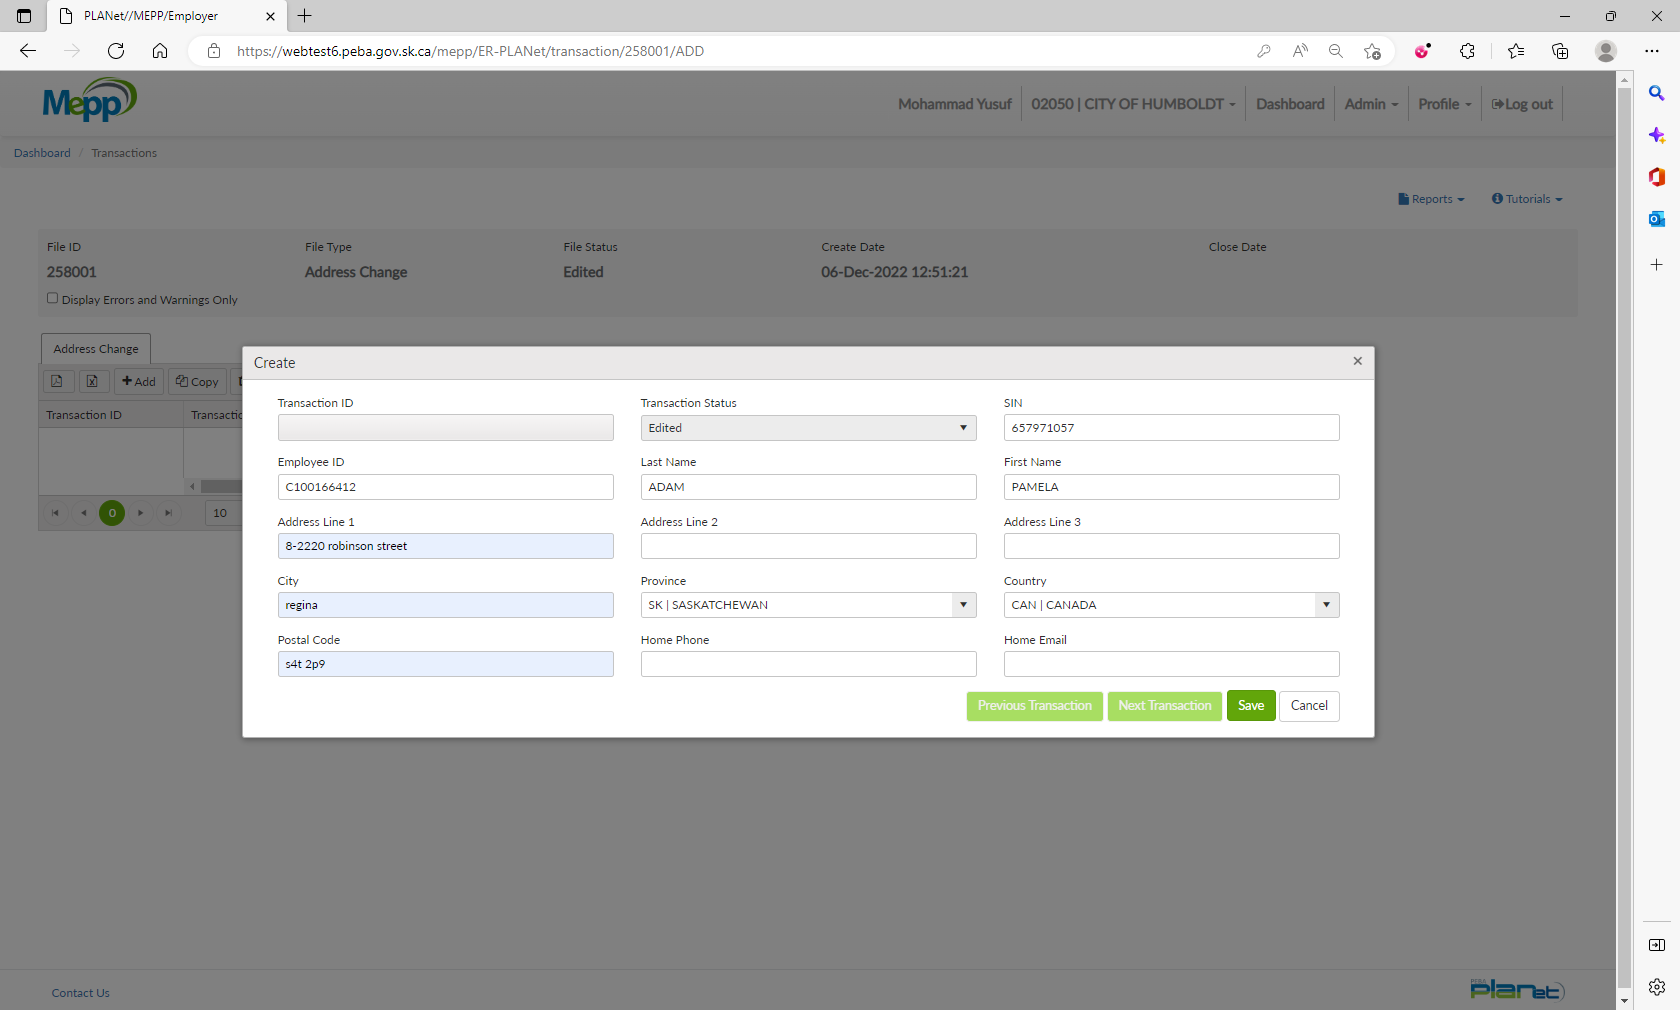 PLANet//MEPP/Employer
https://webtest6.peba.gov.sk.ca/mepp/ER-PLANet/transaction/258001/ADD
Mepp
Mohammad Yusuf
02050 | CITY OF HUMBOLDT
Dashboard
Admin
Profile
Log out
Dashboard / Transactions
Reports
Tutorials
File ID
File Type
File Status
Create Date
Close Date
258001
Address Change
Edited
06-Dec-2022 12:51:21
Display Errors and Warnings Only
Address Change
Add
Copy
Transaction ID
Transactio
0
10
Create
Transaction ID
Transaction Status
SIN
Edited
657971057
Employee ID
Last Name
First Name
C100166412
ADAM
PAMELA
Address Line 1
Address Line 2
Address Line 3
8-2220 robinson street
City
Province
Country
regina
SK | SASKATCHEWAN
CAN | CANADA
Postal Code
Home Phone
Home Email
s4t 2p9
Previous Transaction
Next Transaction
Save
Cancel
Contact Us
PEBA
planet